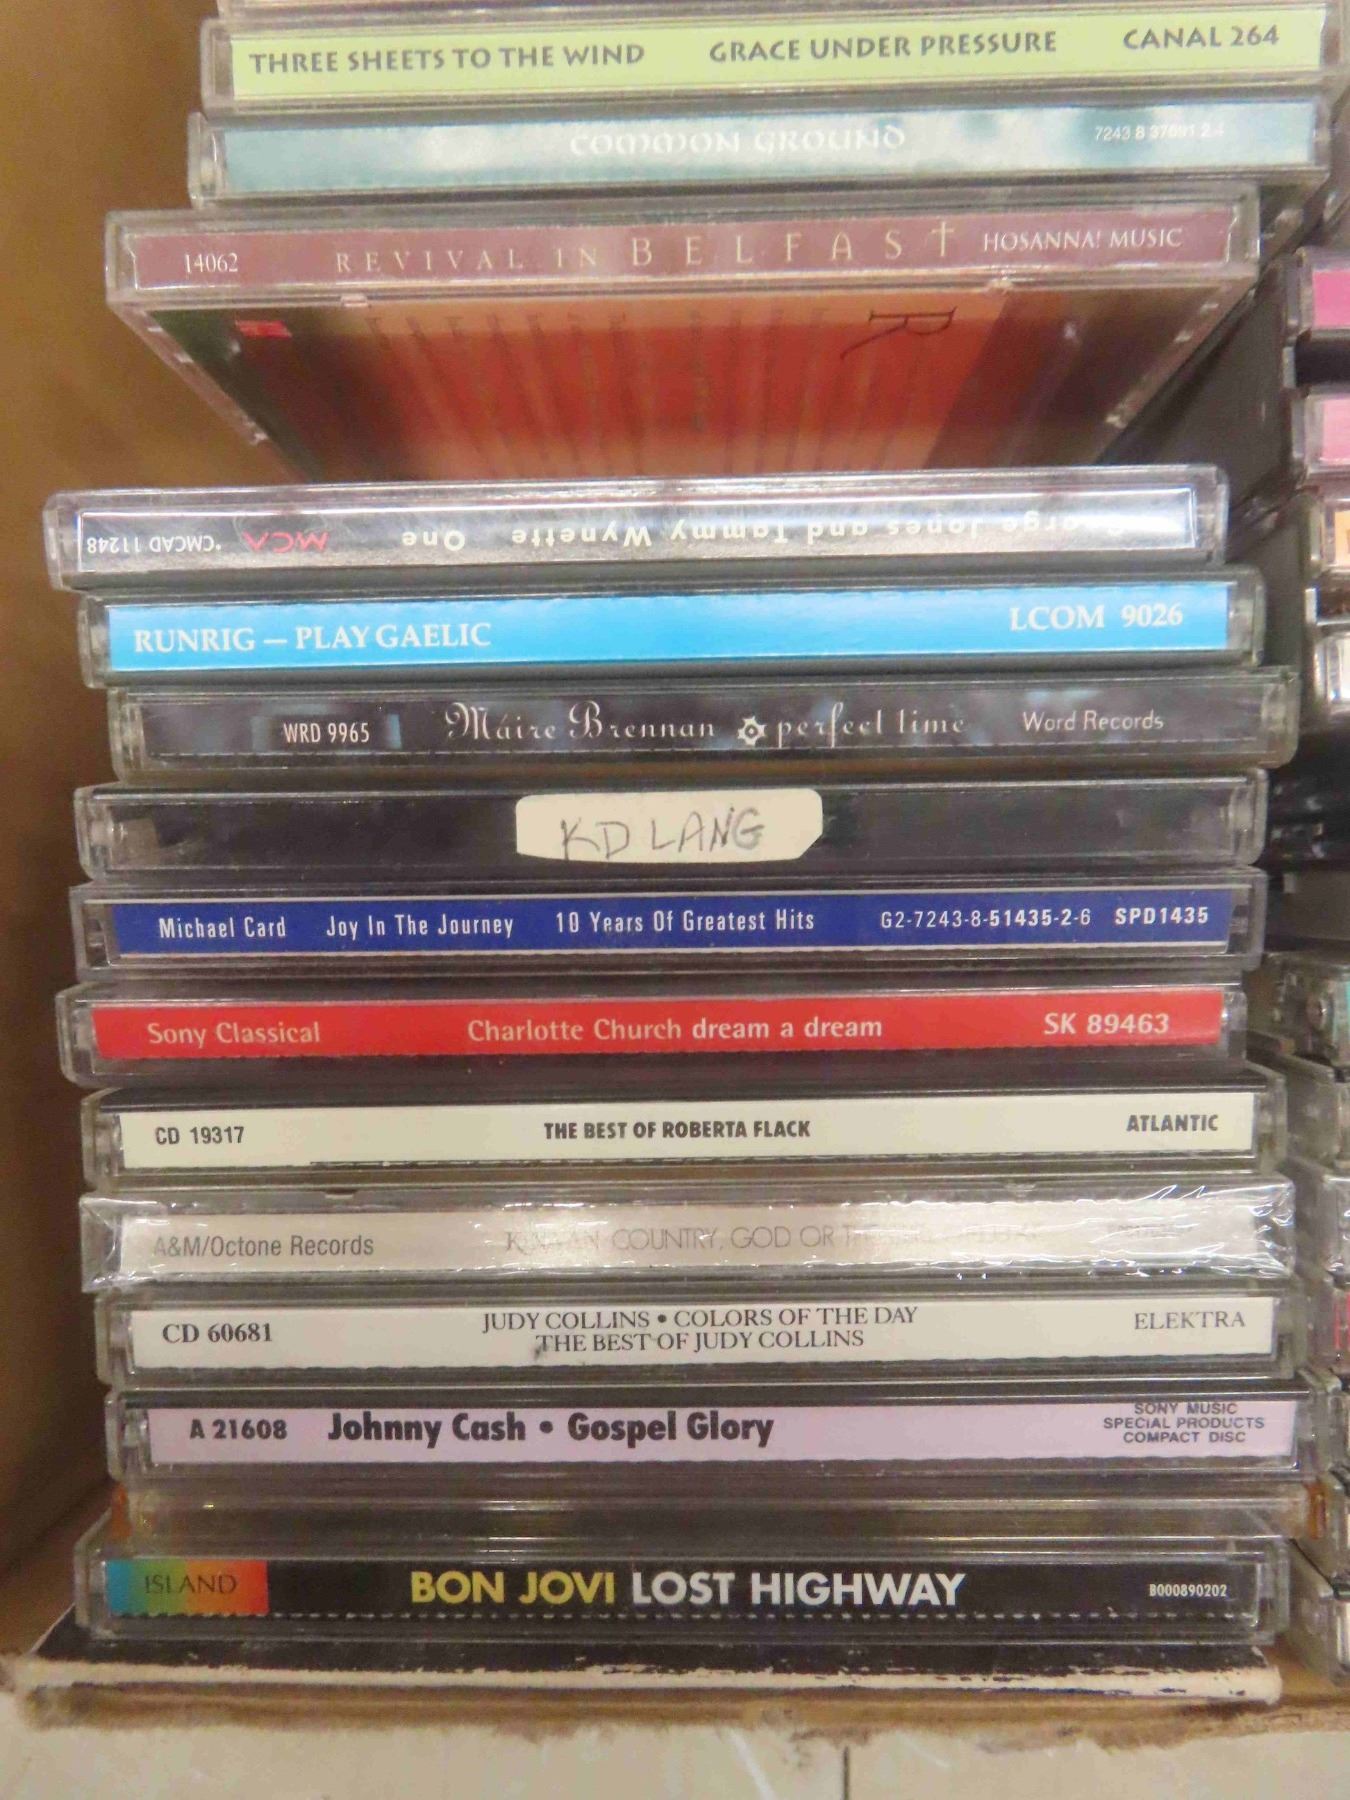 THREE SHEETS TO THE WIND GRACE UNDER PRESSURE CANAL 264
COMMON GROUND 7243 8 37691 2 4
14062 REVIVAL IN BELFAST HOSANNA! MUSIC
R
George Jones and Tammy Wynette One MCA *CMCAD 11248
RUNRIG – PLAY GAELIC LCOM 9026
WRD 9965 Máire Brennan perfect time Word Records
KD LANG
Michael Card Joy In The Journey 10 Years Of Greatest Hits G2-7243-8-51435-2-6 SPD1435
Sony Classical Charlotte Church dream a dream SK 89463
CD 19317 THE BEST OF ROBERTA FLACK ATLANTIC
A&M/Octone Records K'NAAN COUNTRY, GOD OR THE
CD 60681 JUDY COLLINS • COLORS OF THE DAY ELEKTRA
THE BEST OF JUDY COLLINS
A 21608 Johnny Cash • Gospel Glory SONY MUSIC
SPECIAL PRODUCTS
COMPACT DISC
ISLAND BON JOVI LOST HIGHWAY B000890202